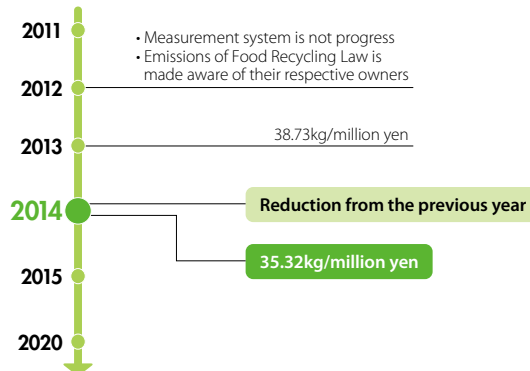 2011
• Measurement system is not progress
• Emissions of Food Recycling Law is
made aware of their respective owners
2012
2013
38.73kg/million yen
2014
Reduction from the previous year
35.32kg/million yen
2015
2020